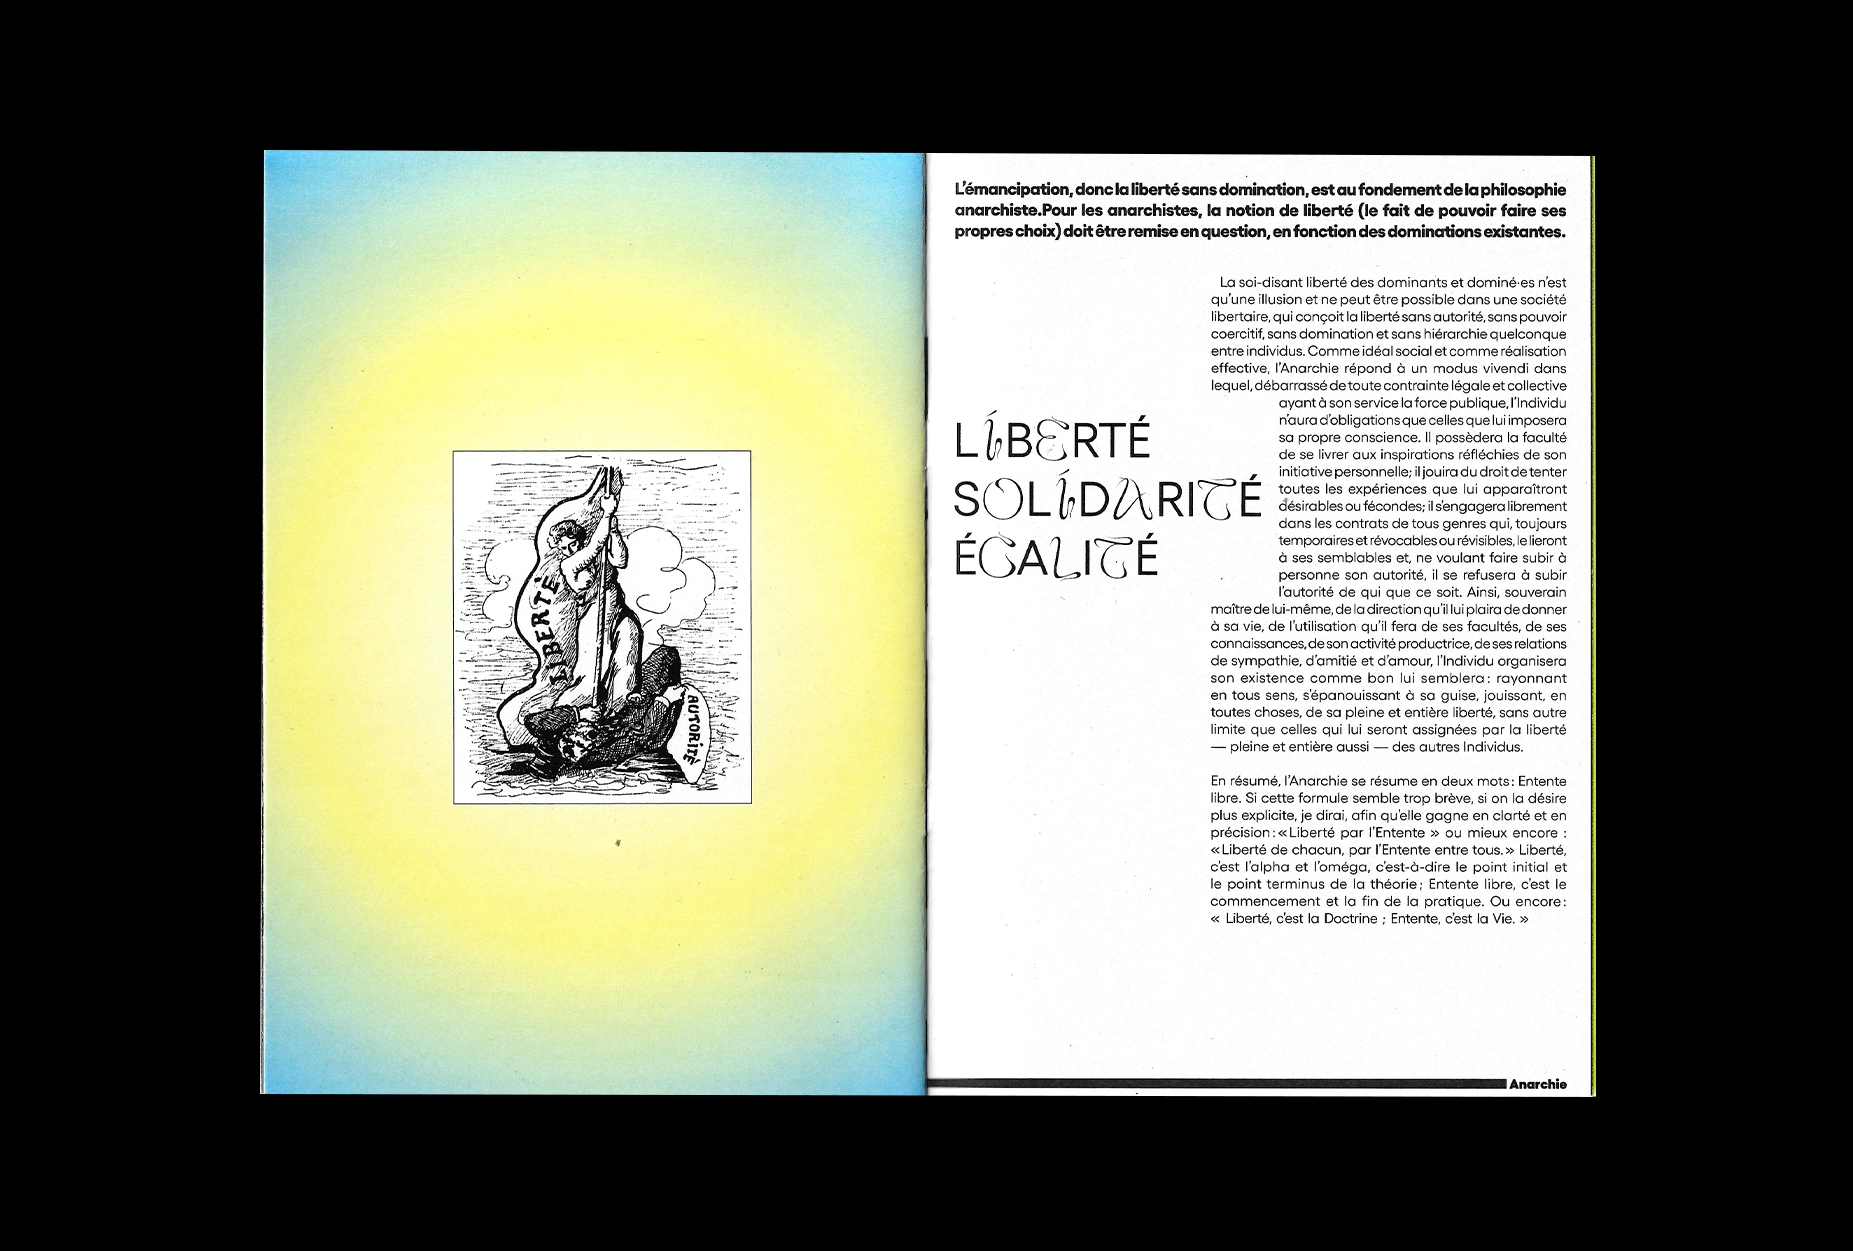 LIBERTÉ
AUTORITÉ
L'émancipation, donc la liberté sans domination, est au fondement de la philosophie
anarchiste.Pour les anarchistes, la notion de liberté (le fait de pouvoir faire ses
propres choix) doit être remise en question, en fonction des dominations existantes.
LIBERTÉ
SOLIDARITÉ
ÉGALITÉ
La soi-disant liberté des dominants et dominé·es n'est
qu'une illusion et ne peut être possible dans une société
libertaire, qui conçoit la liberté sans autorité, sans pouvoir
coercitif, sans domination et sans hiérarchie quelconque
entre individus. Comme idéal social et comme réalisation
effective, l'Anarchie répond à un modus vivendi dans
lequel, débarrassé de toute contrainte légale et collective
ayant à son service la force publique, l'Individu
n'aura d'obligations que celles que lui imposera
sa propre conscience. Il possèdera la faculté
de se livrer aux inspirations réfléchies de son
initiative personnelle; il jouira du droit de tenter
toutes les expériences que lui apparaîtront
désirables ou fécondes; il s'engagera librement
dans les contrats de tous genres qui, toujours
temporaires et révocables ou révisibles, le lieront
à ses semblables et, ne voulant faire subir à
personne son autorité, il se refusera à subir
l'autorité de qui que ce soit. Ainsi, souverain
maître de lui-même, de la direction qu'il lui plaira de donner
à sa vie, de l'utilisation qu'il fera de ses facultés, de ses
connaissances, de son activité productrice, de ses relations
de sympathie, d'amitié et d'amour, l'Individu organisera
son existence comme bon lui semblera: rayonnant
en tous sens, s'épanouissant à sa guise, jouissant, en
toutes choses, de sa pleine et entière liberté, sans autre
limite que celles qui lui seront assignées par la liberté
— pleine et entière aussi — des autres Individus.
En résumé, l'Anarchie se résume en deux mots: Entente
libre. Si cette formule semble trop brève, si on la désire
plus explicite, je dirai, afin qu'elle gagne en clarté et en
précision: «Liberté par l'Entente » ou mieux encore :
«Liberté de chacun, par l'Entente entre tous.» Liberté,
c'est l'alpha et l'oméga, c'est-à-dire le point initial et
le point terminus de la théorie; Entente libre, c'est le
commencement et la fin de la pratique. Ou encore:
« Liberté, c'est la Doctrine ; Entente, c'est la Vie. »
Anarchie